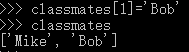 >>> classmates[1]='Bob'
>>> classmates
['Mike', 'Bob']